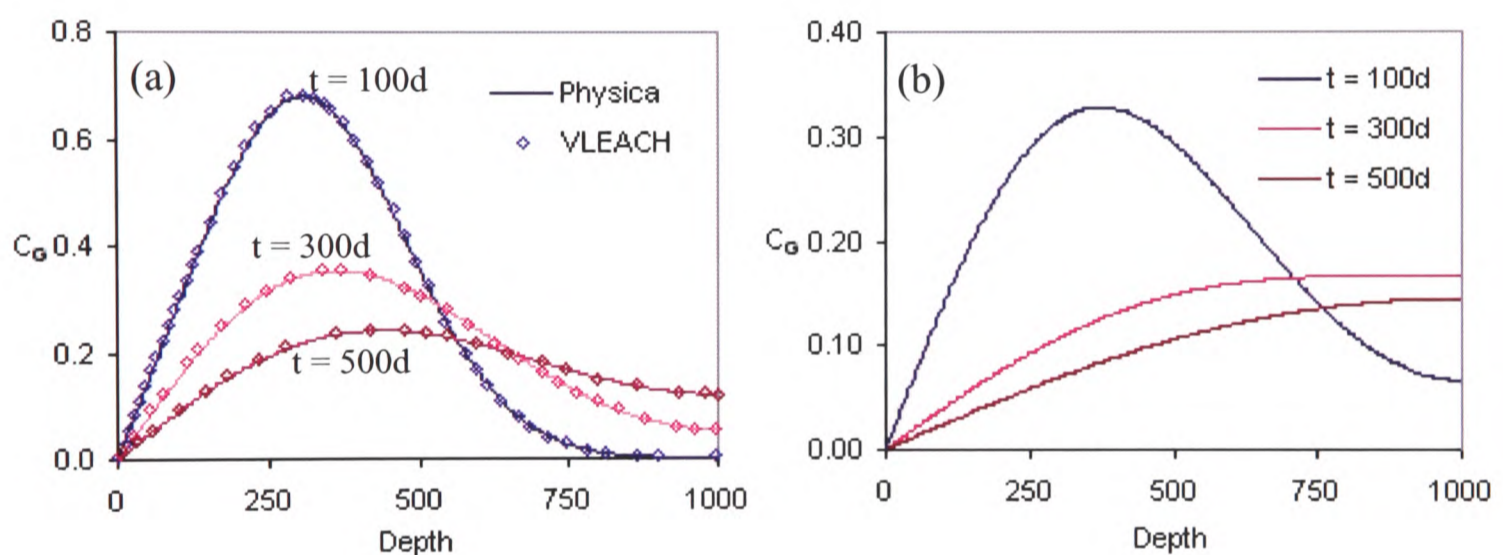 (a)
0.8
0.6
0.4
0.2
0.0
C_G
t = 100d
t = 300d
t = 500d
Physica
VLEACH
0 250 500 750 1000
Depth
(b)
0.40
0.30
0.20
0.10
0.00
C_G
t = 100d
t = 300d
t = 500d
0 250 500 750 1000
Depth